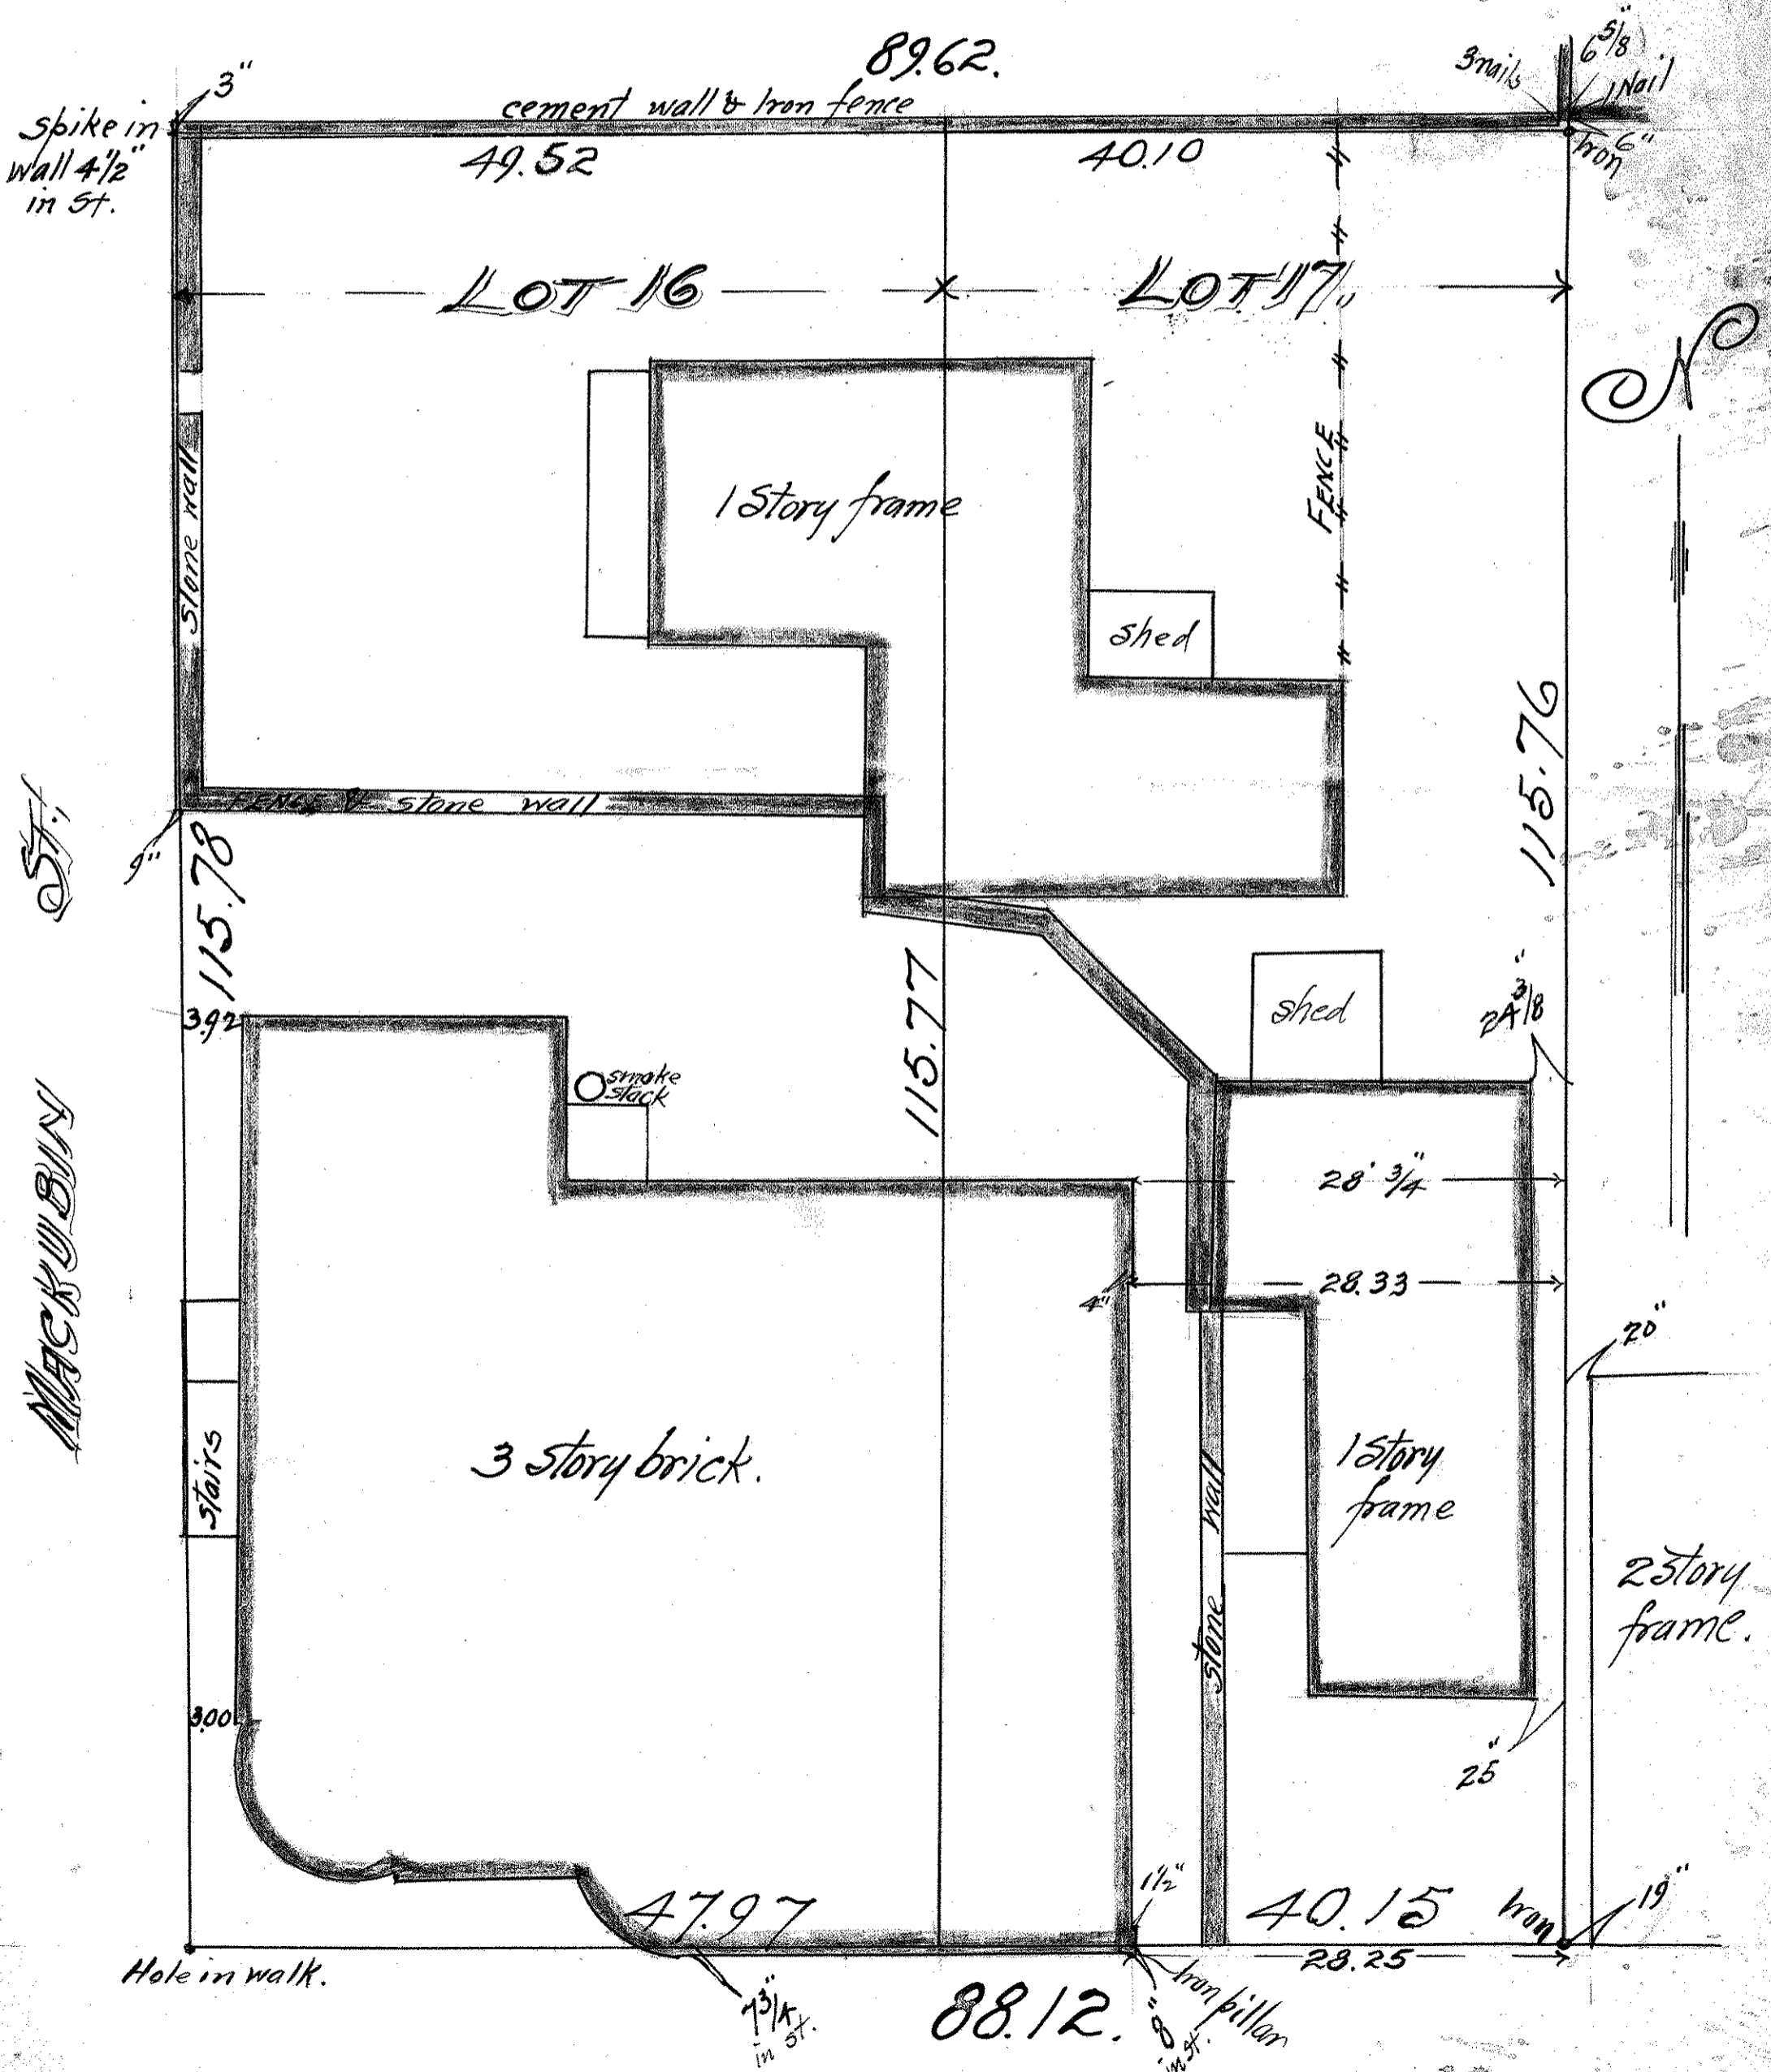 89.62.
3"
3 nails
6 5/8"
1 Nail
spike in
wall 4 1/2"
in St.
cement wall & Iron fence
Iron 6"
49.52
40.10
LOT 16
LOT 17
N
FENCE
1 Story frame
stone wall
shed
115.76
FENCE & stone wall
St.
9"
115.78
115.77
shed
24 3/8"
3.92
smoke
stack
MACKUBIN
28' 3/4"
4"
28.33
20"
stairs
3 story brick.
stone wall
1 Story
frame
2 Story
frame.
3.00
25"
47.97
1 1/2"
40.15
Iron
19"
28.25
Hole in walk.
7 3/4"
in st.
88.12.
8"
in st.
Iron pillar